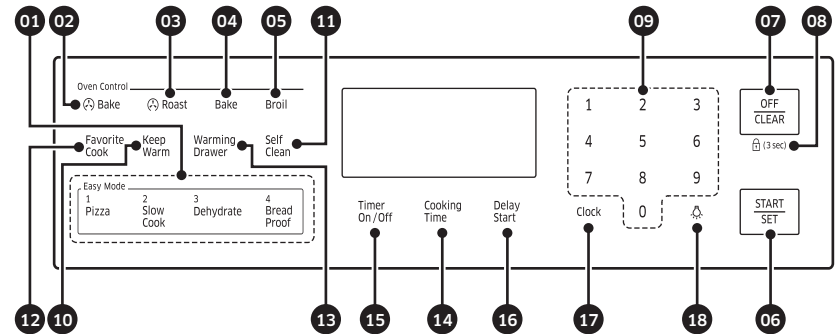 01 02 03 04 05 11 09 07 08
Oven Control
Bake Roast Bake Broil
Favorite Cook
Keep Warm
Warming Drawer
Self Clean
Easy Mode
1 Pizza
2 Slow Cook
3 Dehydrate
4 Bread Proof
Timer On/Off
Cooking Time
Delay Start
1 2 3
4 5 6
7 8 9
Clock 0
OFF
CLEAR
(3 sec)
START
SET
12 10 13 15 14 16 17 18 06